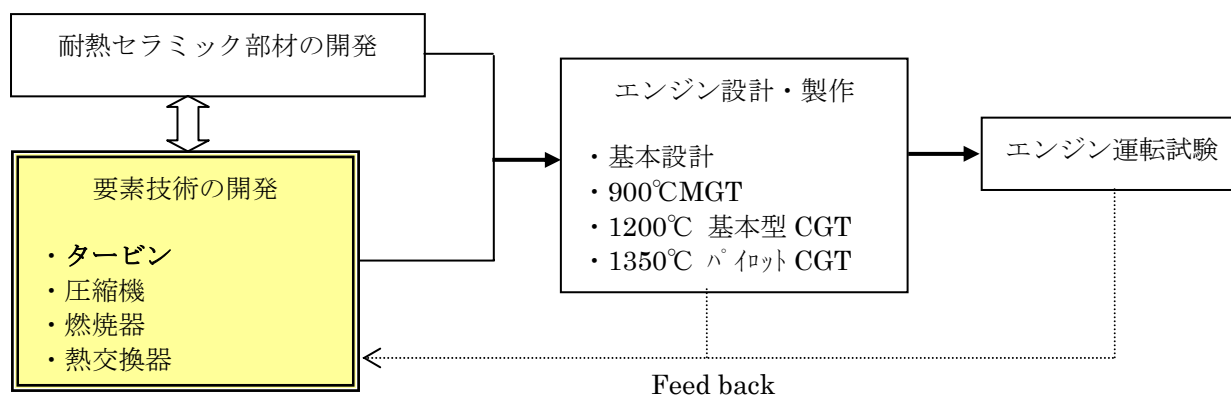 耐熱セラミック部材の開発
要素技術の開発
・タービン
・圧縮機
・燃焼器
・熱交換器
エンジン設計・製作
・基本設計
・900℃MGT
・1200℃ 基本型 CGT
・1350℃ パイロット CGT
エンジン運転試験
Feed back